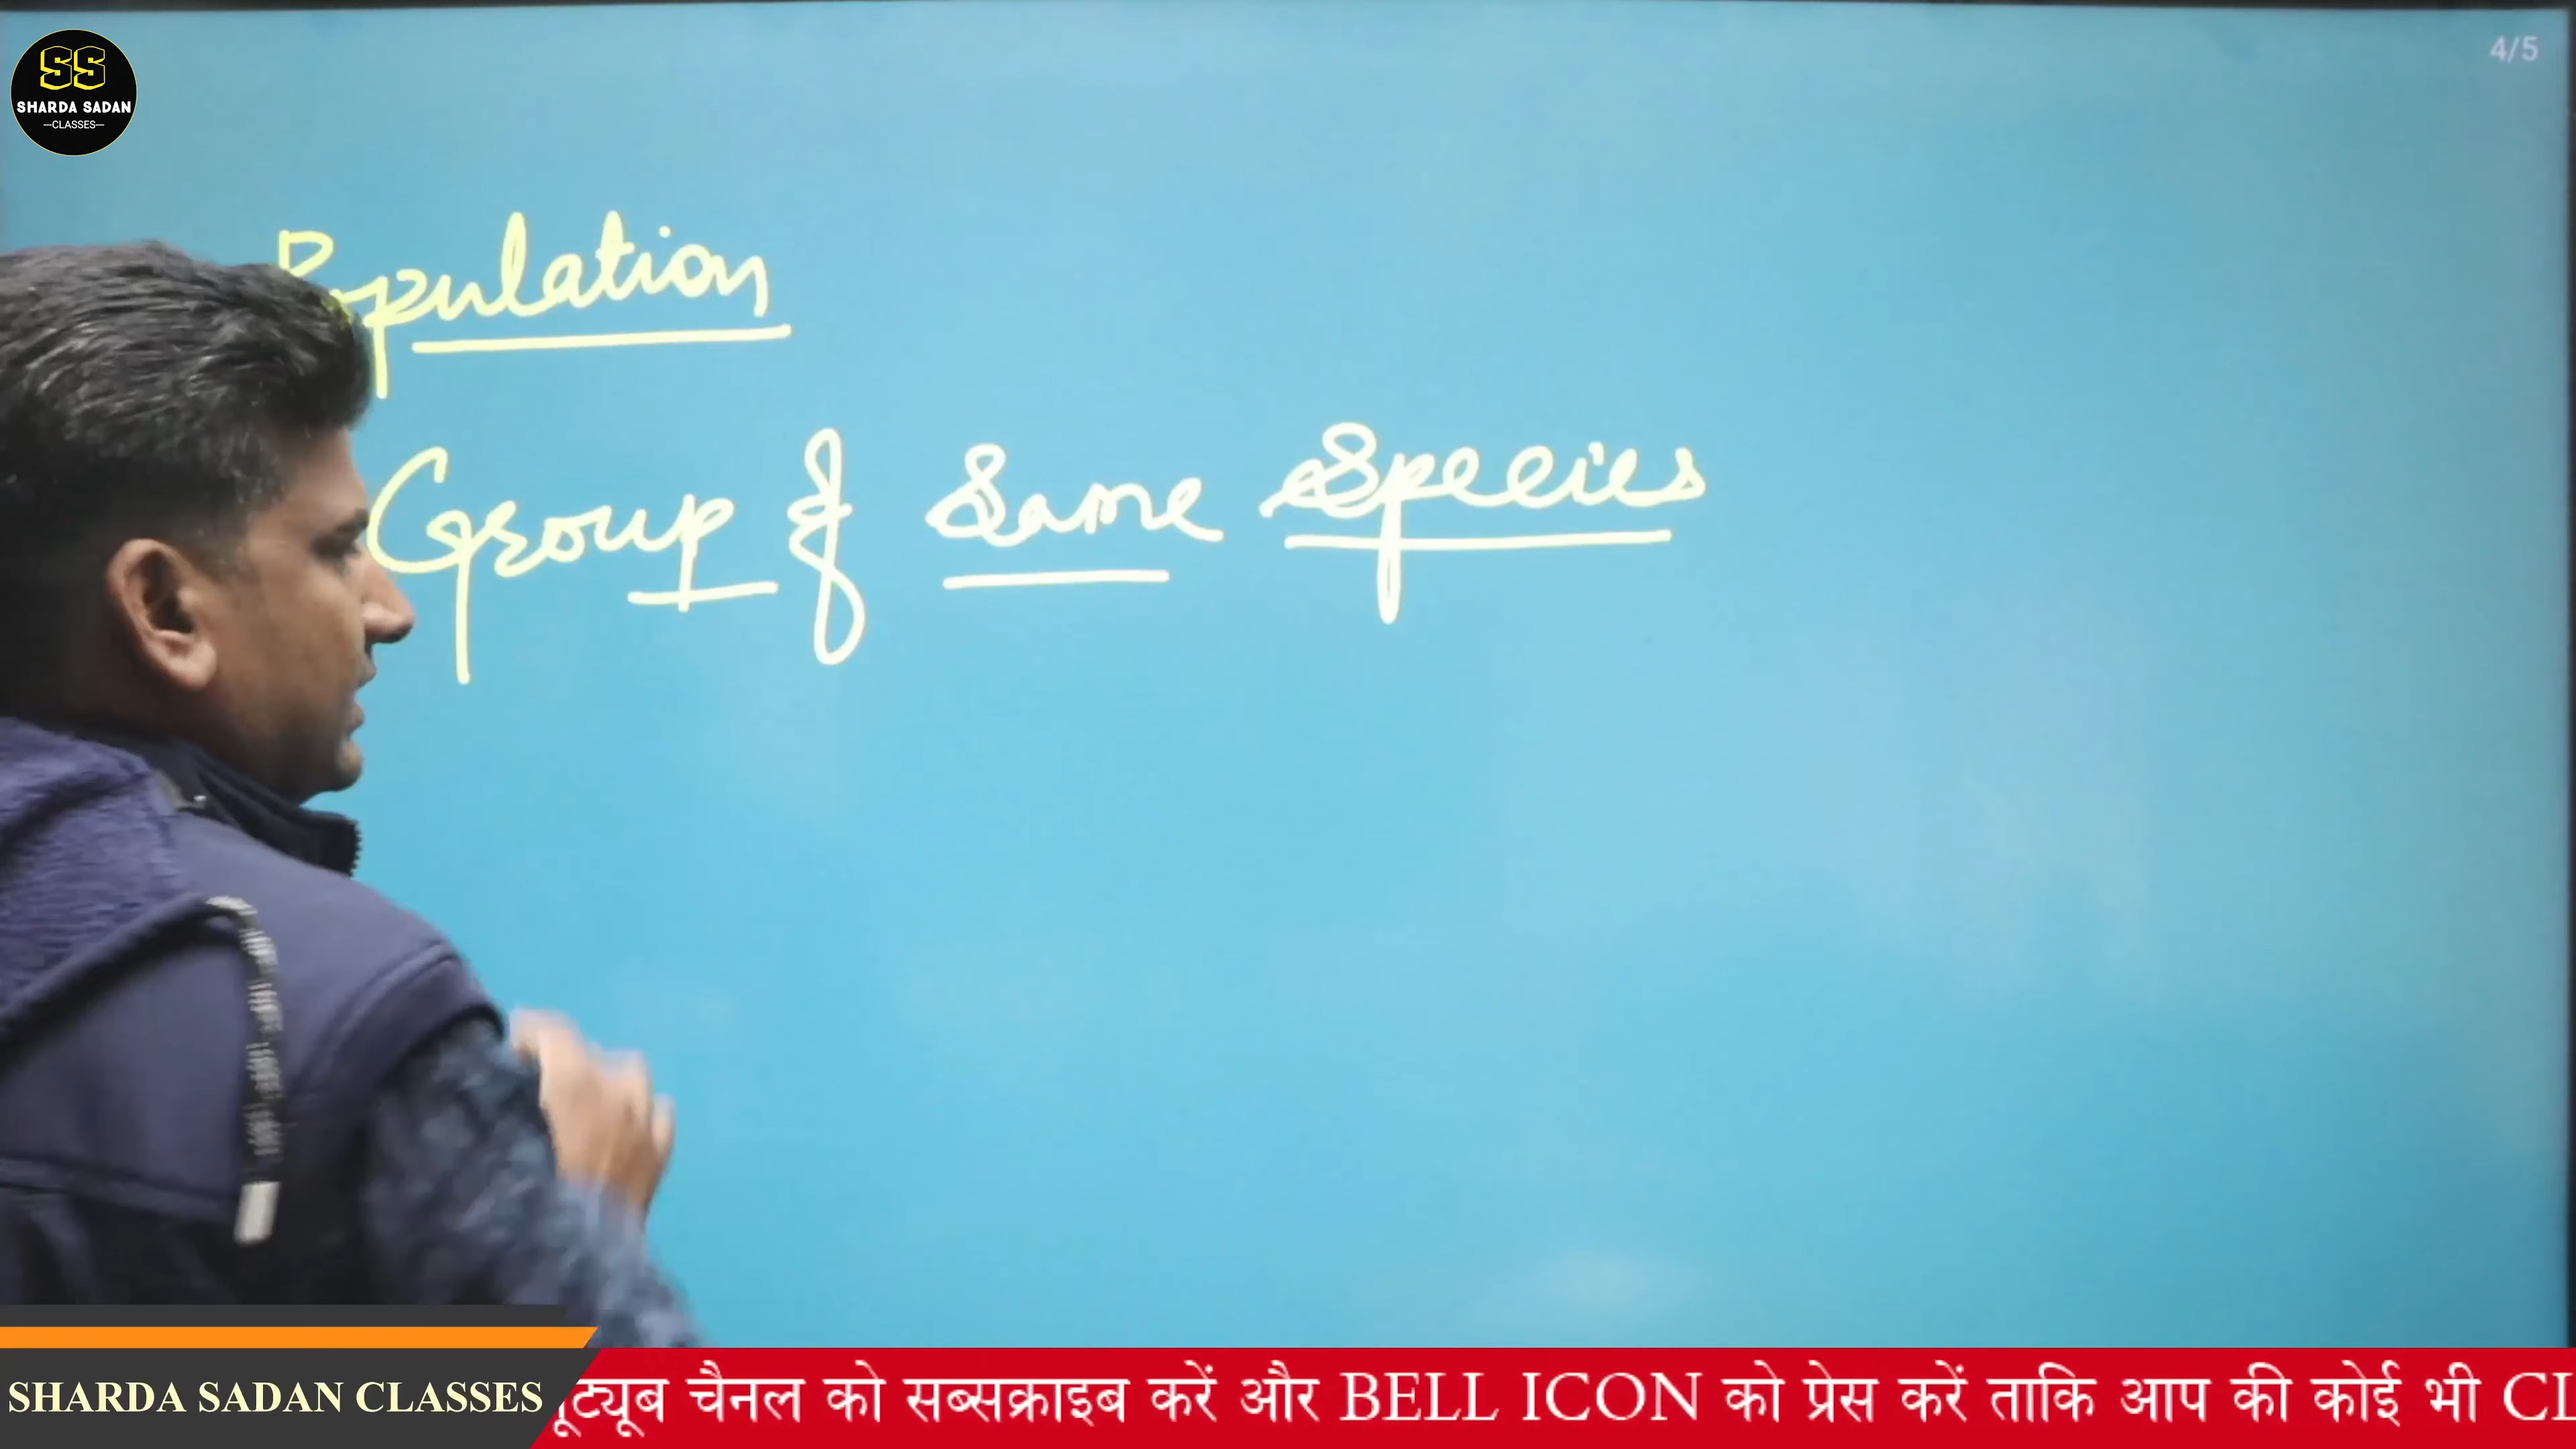 SS
SHARDA SADAN
—CLASSES—
4/5
Population
Group of Same Species
SHARDA SADAN CLASSES
यूट्यूब चैनल को सब्सक्राइब करें और BELL ICON को प्रेस करें ताकि आप की कोई भी CL